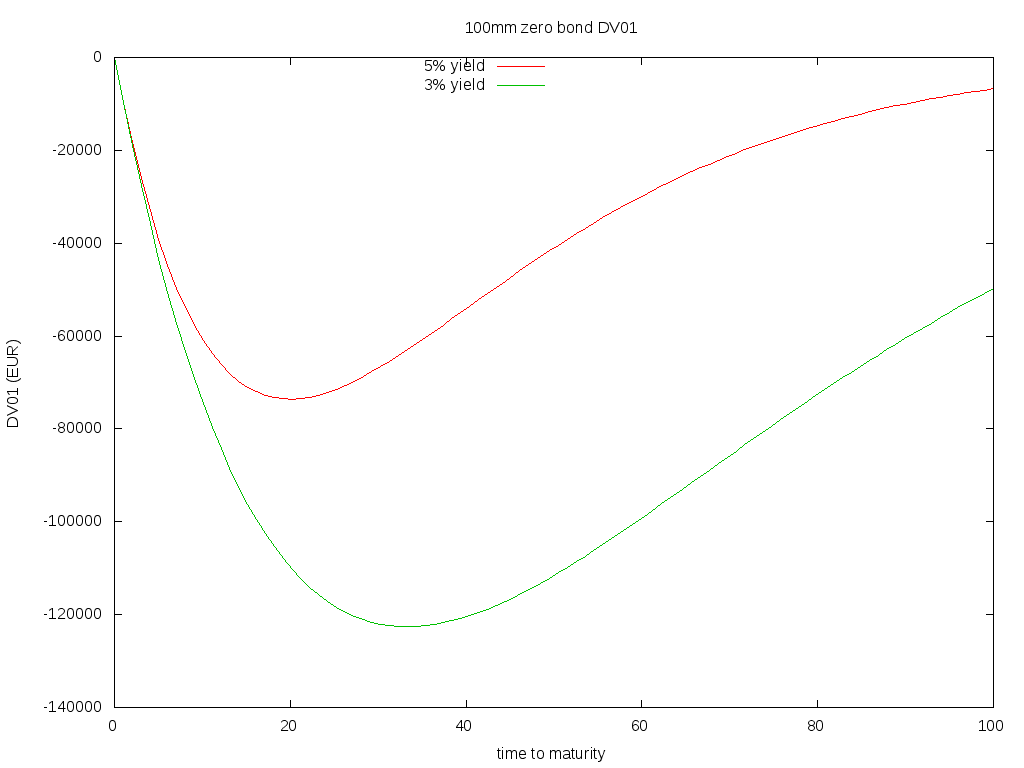 100mm zero bond DV01
5% yield
3% yield
0
-20000
-40000
-60000
-80000
-100000
-120000
-140000
DV01 (EUR)
0 20 40 60 80 100
time to maturity